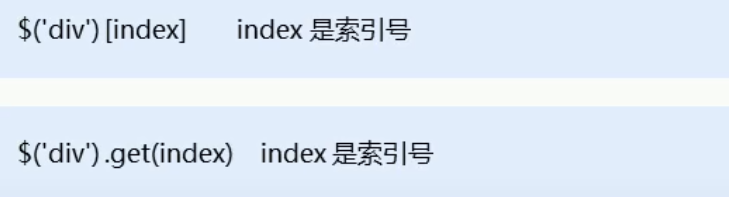 $('div') [index]    index 是索引号
$('div') .get(index)    index 是索引号